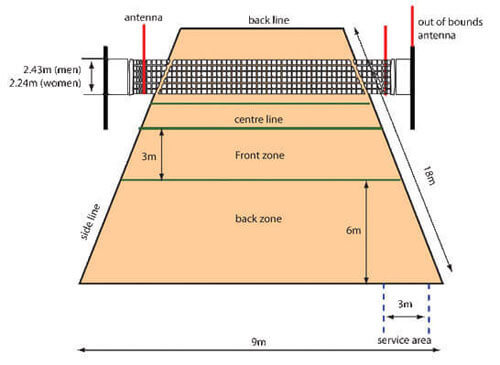 antenna
back line
out of bounds
antenna
2.43m (men)
2.24m (women)
centre line
3m
Front zone
18m
side line
back zone
6m
3m
service area
9m